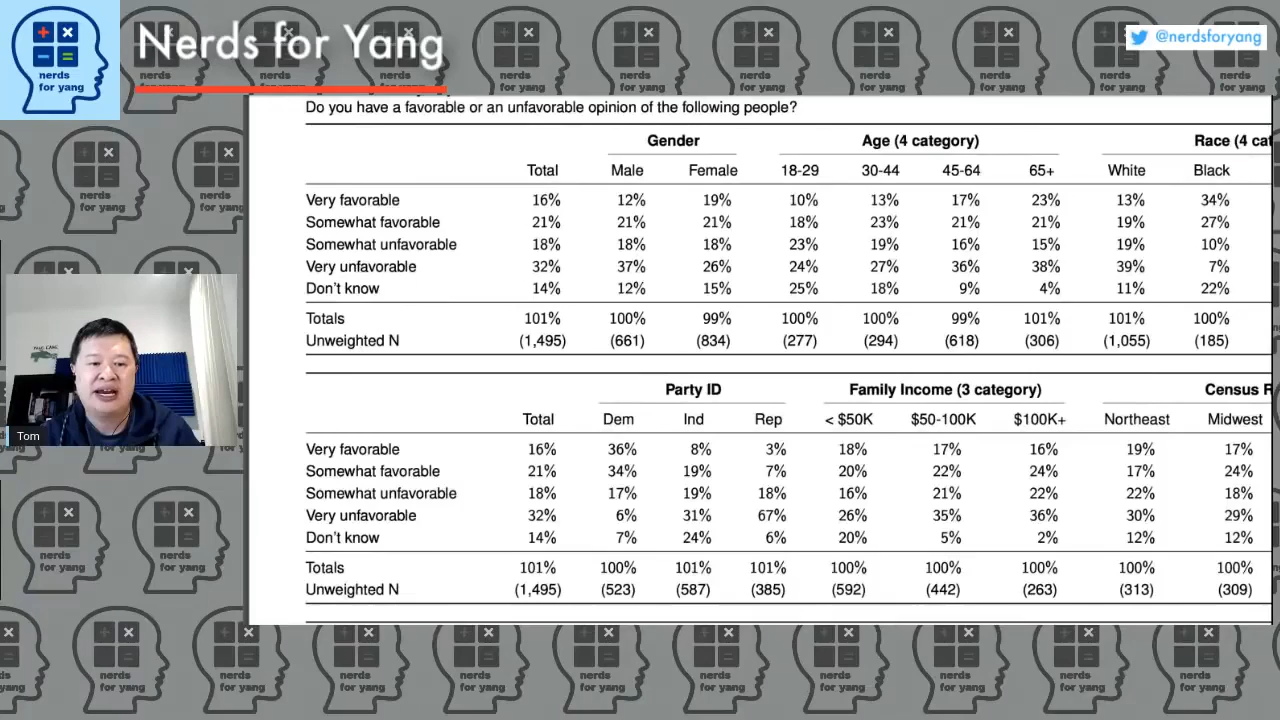 Nerds for Yang
@nerdsforyang
nerds
for yang
Do you have a favorable or an unfavorable opinion of the following people?
Gender Age (4 category) Race (4 cat
Total Male Female 18-29 30-44 45-64 65+ White Black
Very favorable 16% 12% 19% 10% 13% 17% 23% 13% 34%
Somewhat favorable 21% 21% 21% 18% 23% 21% 21% 19% 27%
Somewhat unfavorable 18% 18% 18% 23% 19% 16% 15% 19% 10%
Very unfavorable 32% 37% 26% 24% 27% 36% 38% 39% 7%
Don't know 14% 12% 15% 25% 18% 9% 4% 11% 22%
Totals 101% 100% 99% 100% 100% 99% 101% 101% 100%
Unweighted N (1,495) (661) (834) (277) (294) (618) (306) (1,055) (185)
Party ID Family Income (3 category) Census R
Total Dem Ind Rep < $50K $50-100K $100K+ Northeast Midwest
Very favorable 16% 36% 8% 3% 18% 17% 16% 19% 17%
Somewhat favorable 21% 34% 19% 7% 20% 22% 24% 17% 24%
Somewhat unfavorable 18% 17% 19% 18% 16% 21% 22% 22% 18%
Very unfavorable 32% 6% 31% 67% 26% 35% 36% 30% 29%
Don't know 14% 7% 24% 6% 20% 5% 2% 12% 12%
Totals 101% 100% 101% 101% 100% 100% 100% 100% 100%
Unweighted N (1,495) (523) (587) (385) (592) (442) (263) (313) (309)
Tom